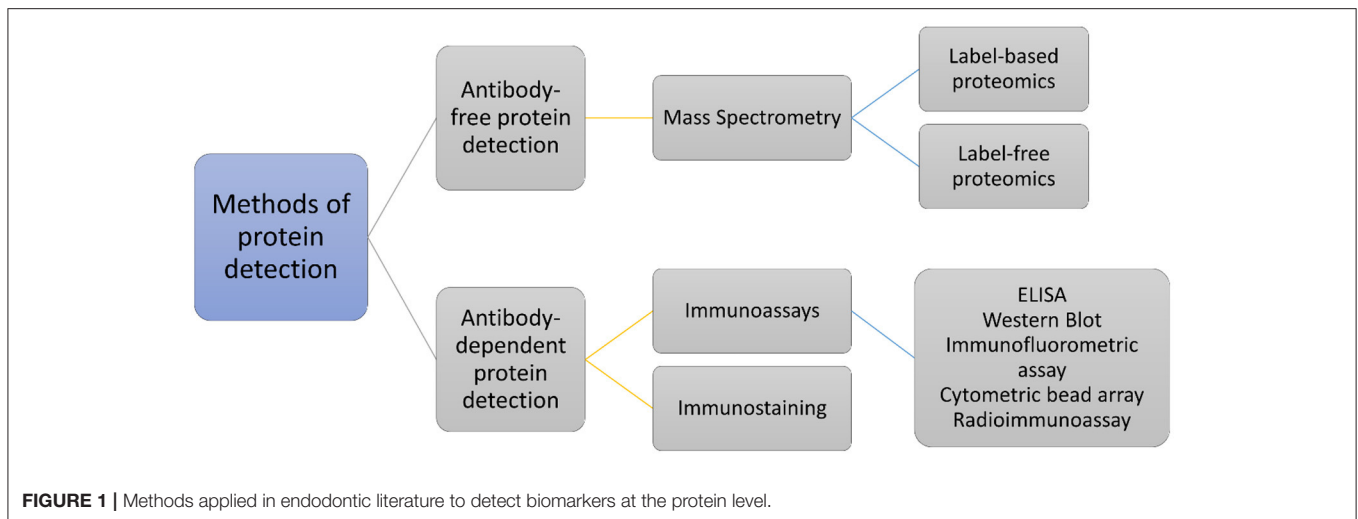 Methods of
protein
detection
Antibody-
free protein
detection
Mass Spectrometry
Label-based
proteomics
Label-free
proteomics
Antibody-
dependent
protein
detection
Immunoassays
Immunostaining
ELISA
Western Blot
Immunofluorometric
assay
Cytometric bead array
Radioimmunoassay
FIGURE 1 | Methods applied in endodontic literature to detect biomarkers at the protein level.